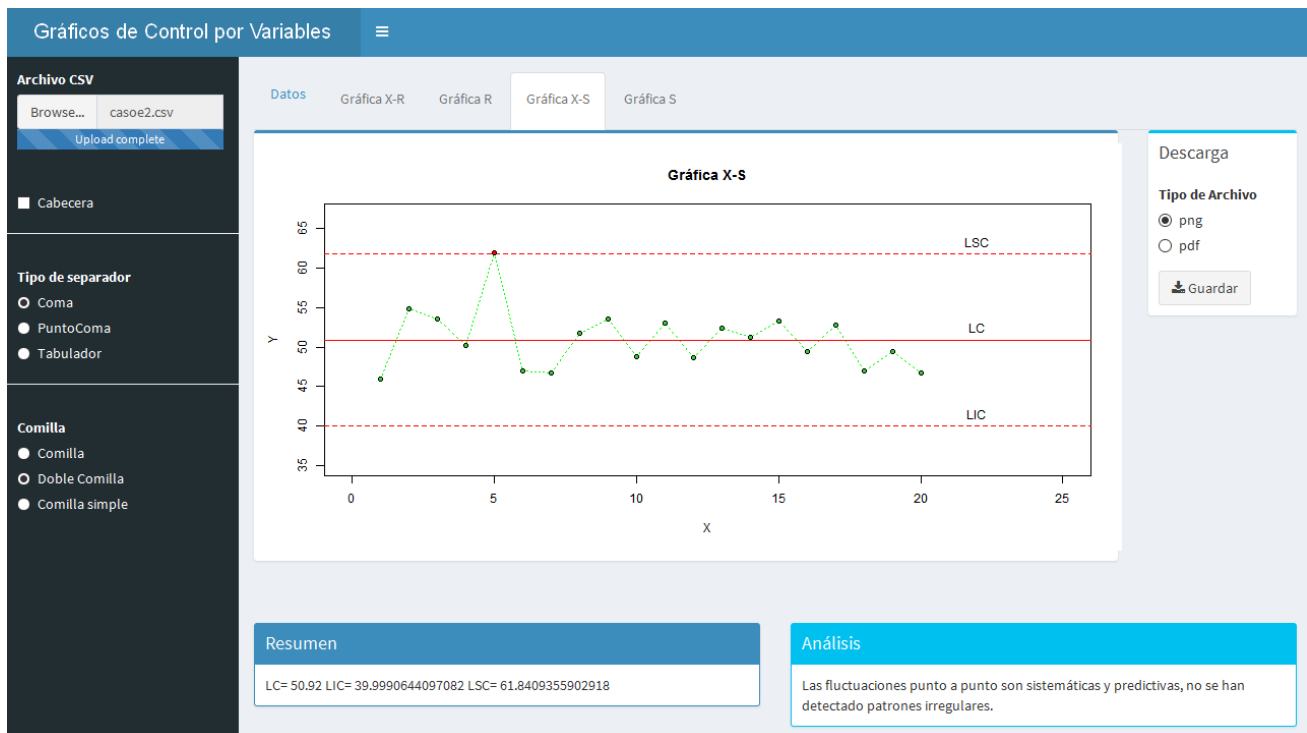 Gráficos de Control por Variables
Archivo CSV
Browse... casoe2.csv
Upload complete
Cabecera
Tipo de separador
Coma
PuntoComa
Tabulador
Comilla
Comilla
Doble Comilla
Comilla simple
Datos Gráfica X-R Gráfica R Gráfica X-S Gráfica S
Gráfica X-S
65
60
55
50
45
40
35
Y
LSC
LC
LIC
0 5 10 15 20 25
X
Descarga
Tipo de Archivo
png
pdf
Guardar
Resumen
LC= 50.92 LIC= 39.9990644097082 LSC= 61.8409355902918
Análisis
Las fluctuaciones punto a punto son sistemáticas y predictivas, no se han
detectado patrones irregulares.